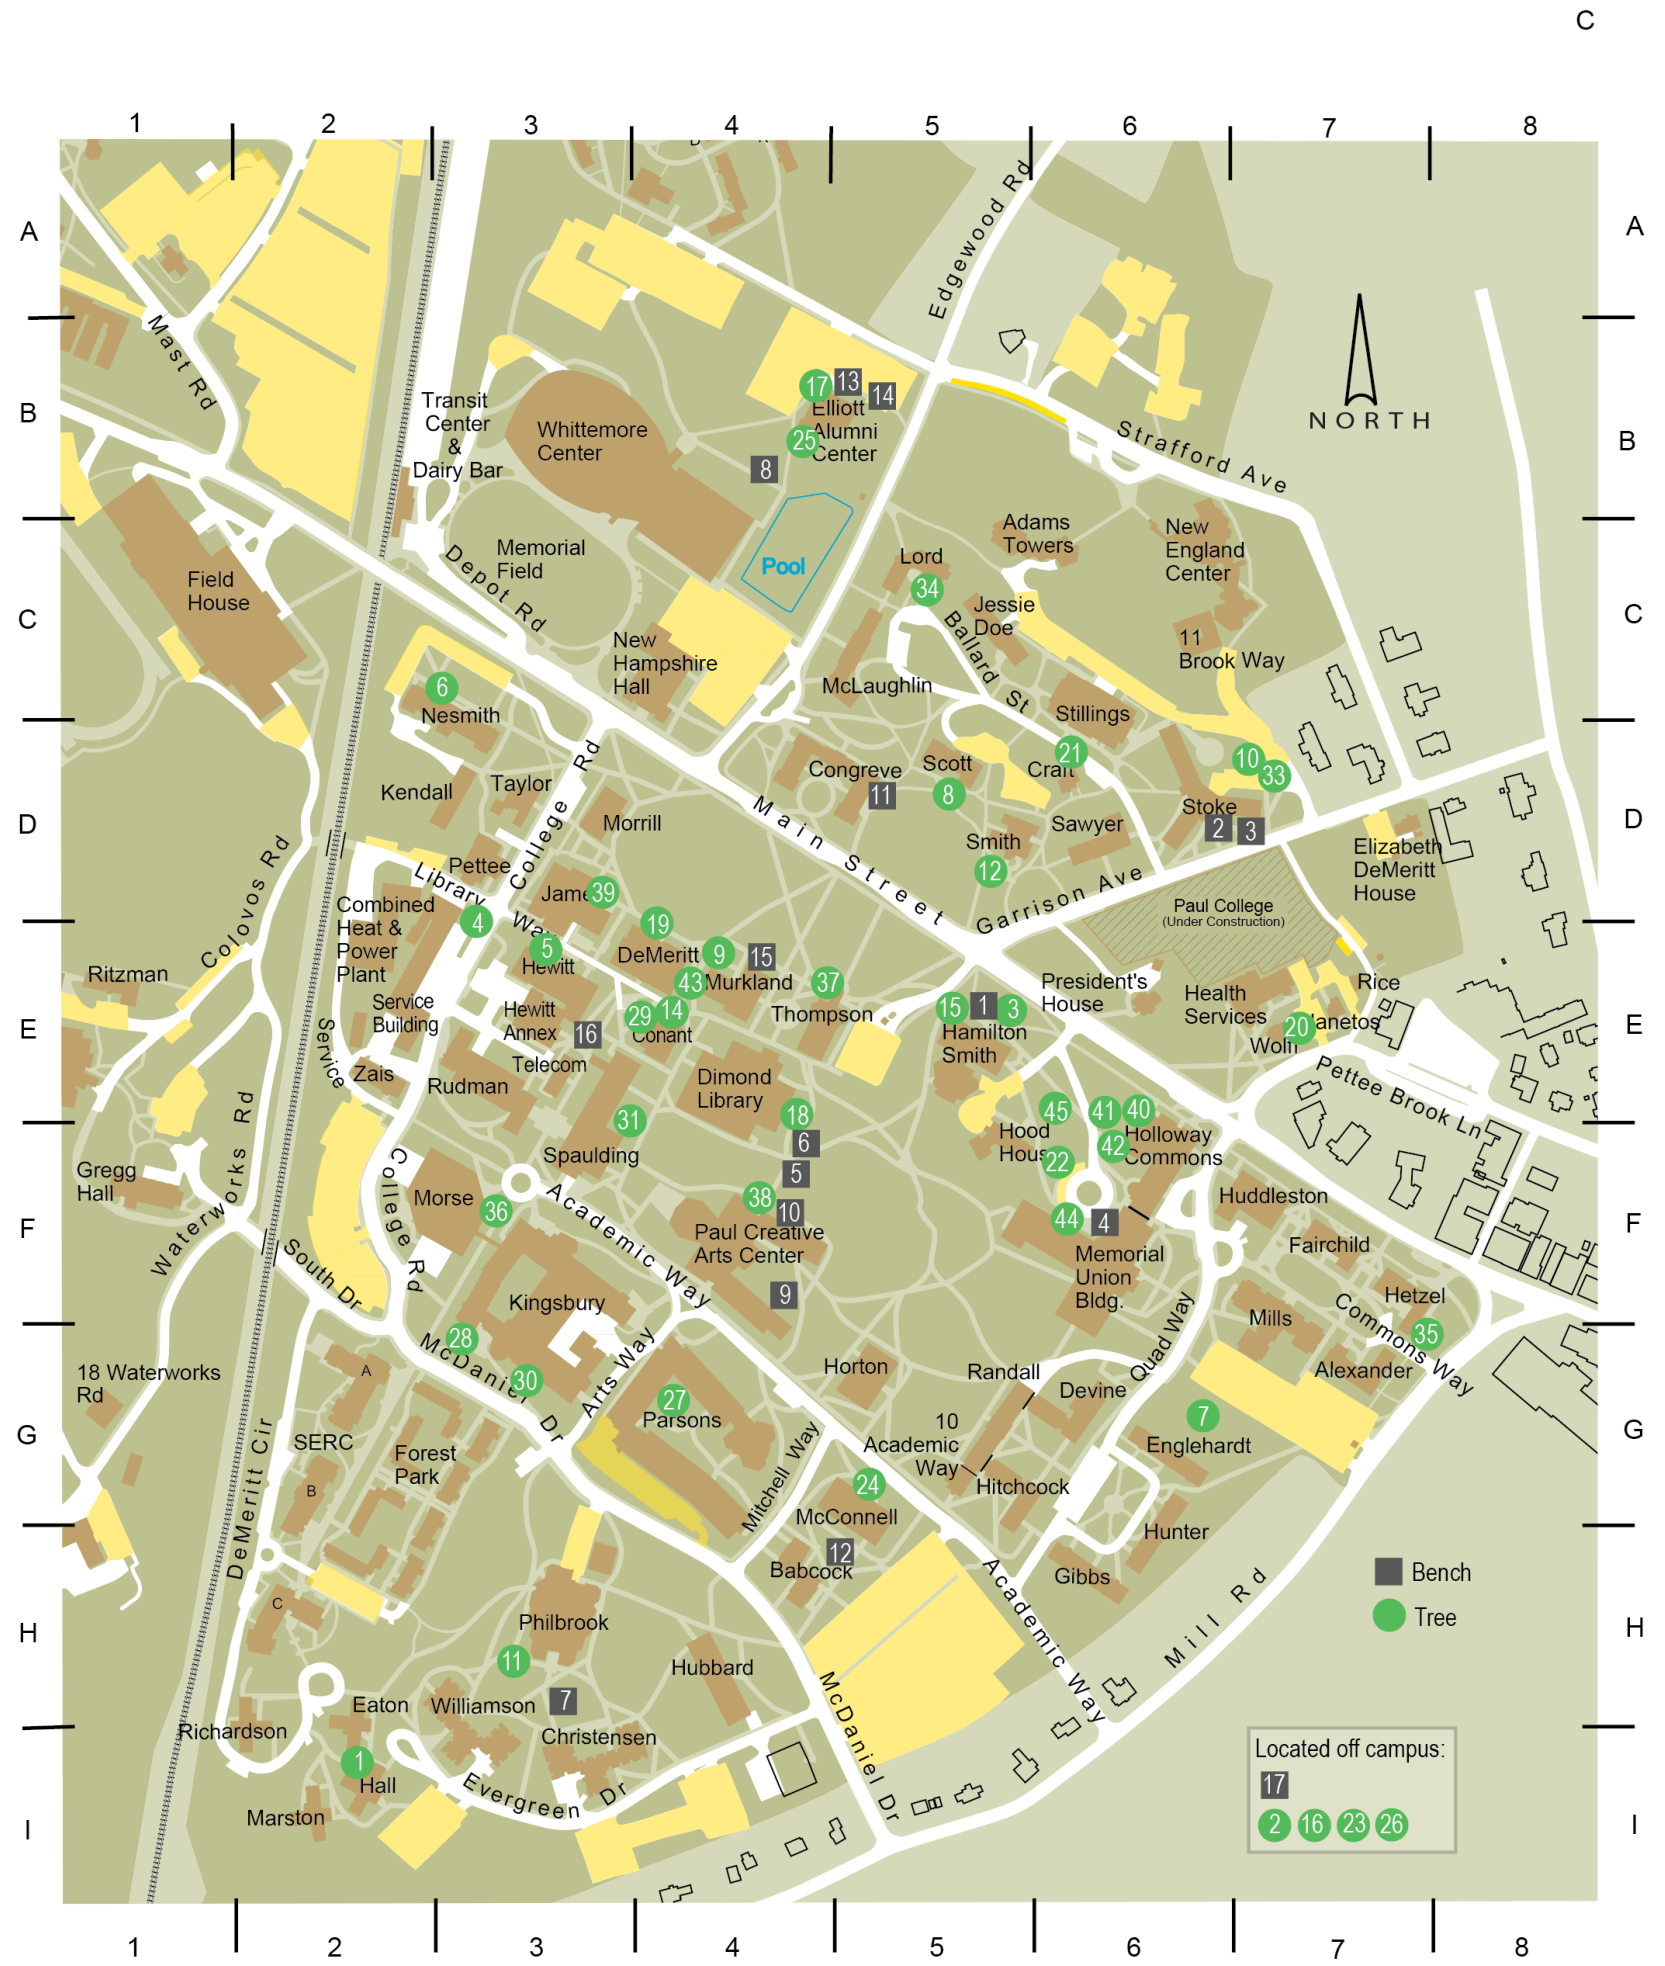 C
1 2 3 4 5 6 7 8
A
A
Edgewood Rd
Mast Rd
NORTH
B
B
Transit
Center
&
Dairy Bar
Whittemore
Center
17
13
14
Elliott
Alumni
Center
25
8
Strafford Ave
Field
House
Memorial
Field
Depot Rd
Pool
Adams
Towers
New
England
Center
Lord
34
Jessie
Doe
Ballard St
C
C
New
Hampshire
Hall
11
Brook Way
6
Nesmith
McLaughlin
Stillings
Kendall
Taylor
College Rd
Morrill
Congreve
11
Scott
8
21
Craft
10
33
Main Street
Stoke
2
3
D
D
Smith
12
Sawyer
Elizabeth
DeMeritt
House
Colovos Rd
Pettee
Library Way
James
39
Garrison Ave
Paul College
(Under Construction)
Combined
Heat &
Power
Plant
4
5
Hewitt
19
DeMeritt
9
15
43
Murkland
37
Thompson
Ritzman
Service
Building
Hewitt
Annex
16
29
14
Conant
15
1
3
Hamilton
Smith
President's
House
Health
Services
Rice
20
Wolff
E
E
Service
Telecom
Zais
Rudman
Dimond
Library
18
Pettee Brook Ln
Waterworks Rd
31
Spaulding
6
5
45
41
40
42
Hood
House
22
Holloway
Commons
Gregg
Hall
College Rd
Morse
36
Academic Way
38
10
Paul Creative
Arts Center
44
4
Memorial
Union
Bldg.
Huddleston
Fairchild
F
F
South Dr
Kingsbury
9
Hetzel
Commons Way
35
Mills
Quad Way
28
McDaniel Dr
30
Arts Way
18 Waterworks
Rd
A
27
Parsons
Horton
Randall
Devine
Alexander
7
Englehardt
10
Academic
Way
G
G
SERC
B
Forest
Park
DeMeritt Cir
Mitchell Way
24
McConnell
Hitchcock
Hunter
12
Babcock
Gibbs
Academic Way
Mill Rd
Bench
Tree
C
Philbrook
11
H
H
Hubbard
Eaton
Williamson
7
McDaniel Dr
Richardson
Christensen
1
Hall
Marston
Evergreen Dr
Located off campus:
17
2 16 23 26
I
I
1 2 3 4 5 6 7 8